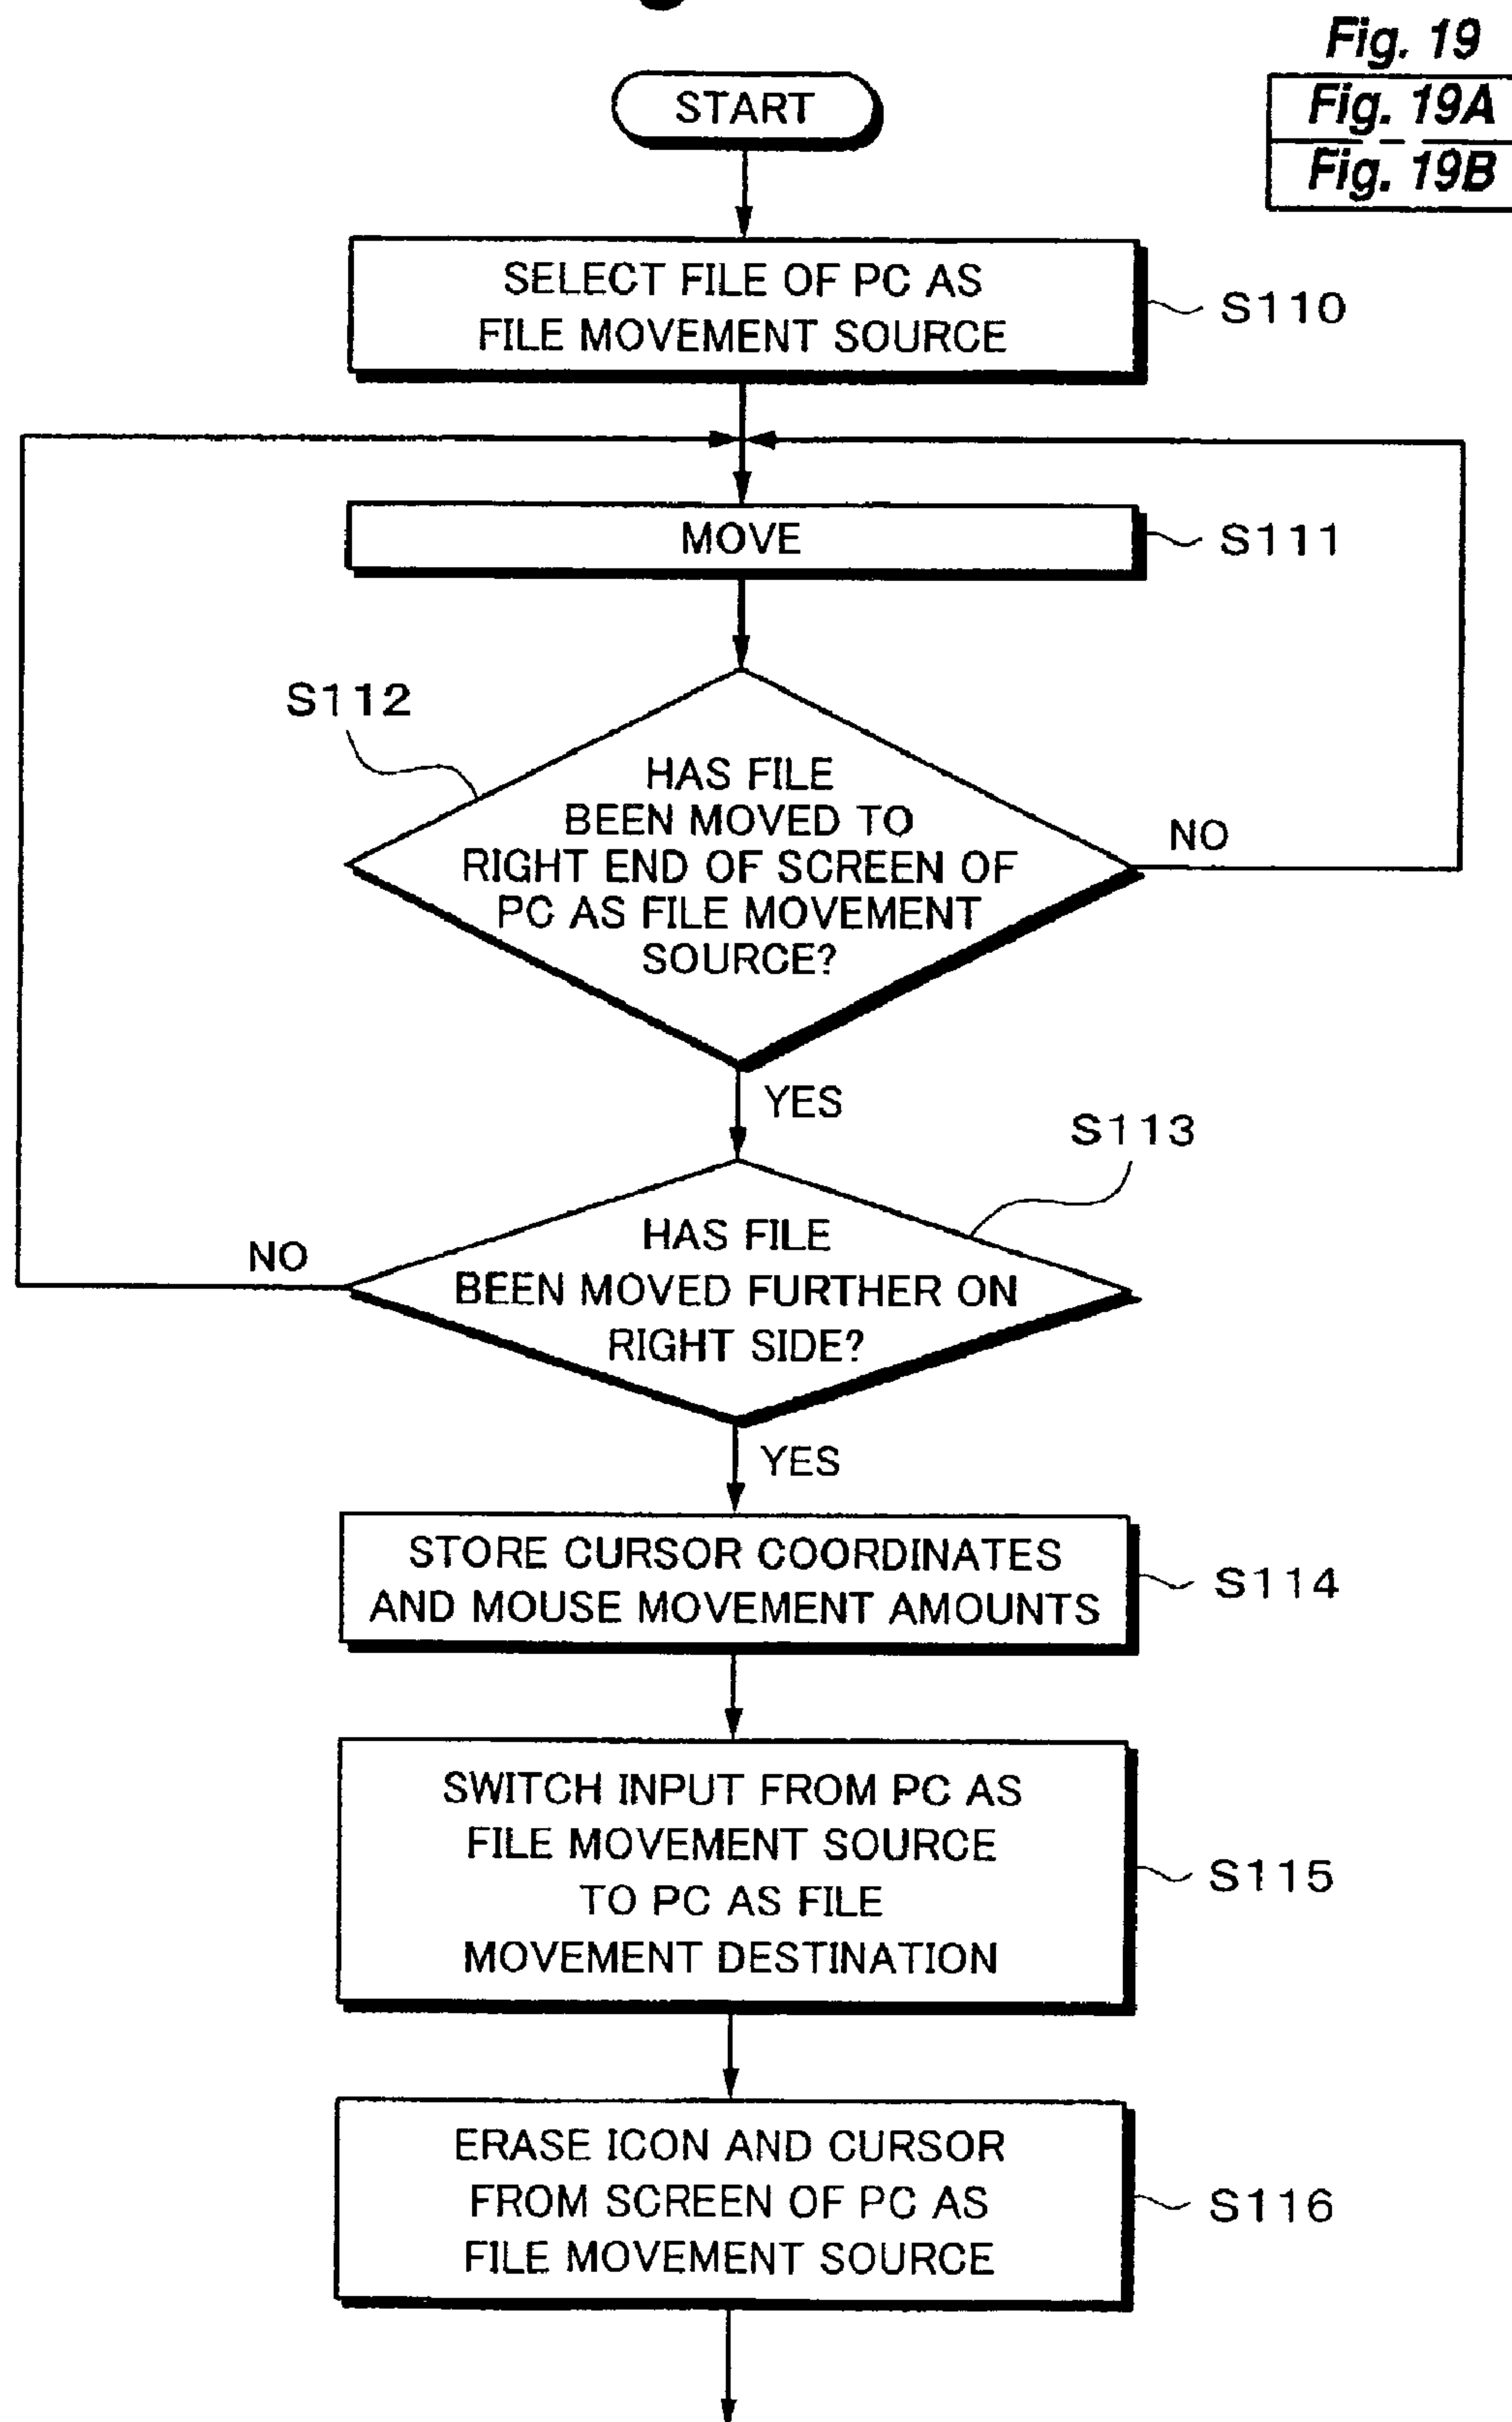 Fig. 19
Fig. 19A
Fig. 19B
START
SELECT FILE OF PC AS
FILE MOVEMENT SOURCE
S110
MOVE
S111
S112
HAS FILE
BEEN MOVED TO
RIGHT END OF SCREEN OF
PC AS FILE MOVEMENT
SOURCE?
NO
YES
S113
HAS FILE
BEEN MOVED FURTHER ON
RIGHT SIDE?
NO
YES
STORE CURSOR COORDINATES
AND MOUSE MOVEMENT AMOUNTS
S114
SWITCH INPUT FROM PC AS
FILE MOVEMENT SOURCE
TO PC AS FILE
MOVEMENT DESTINATION
S115
ERASE ICON AND CURSOR
FROM SCREEN OF PC AS
FILE MOVEMENT SOURCE
S116